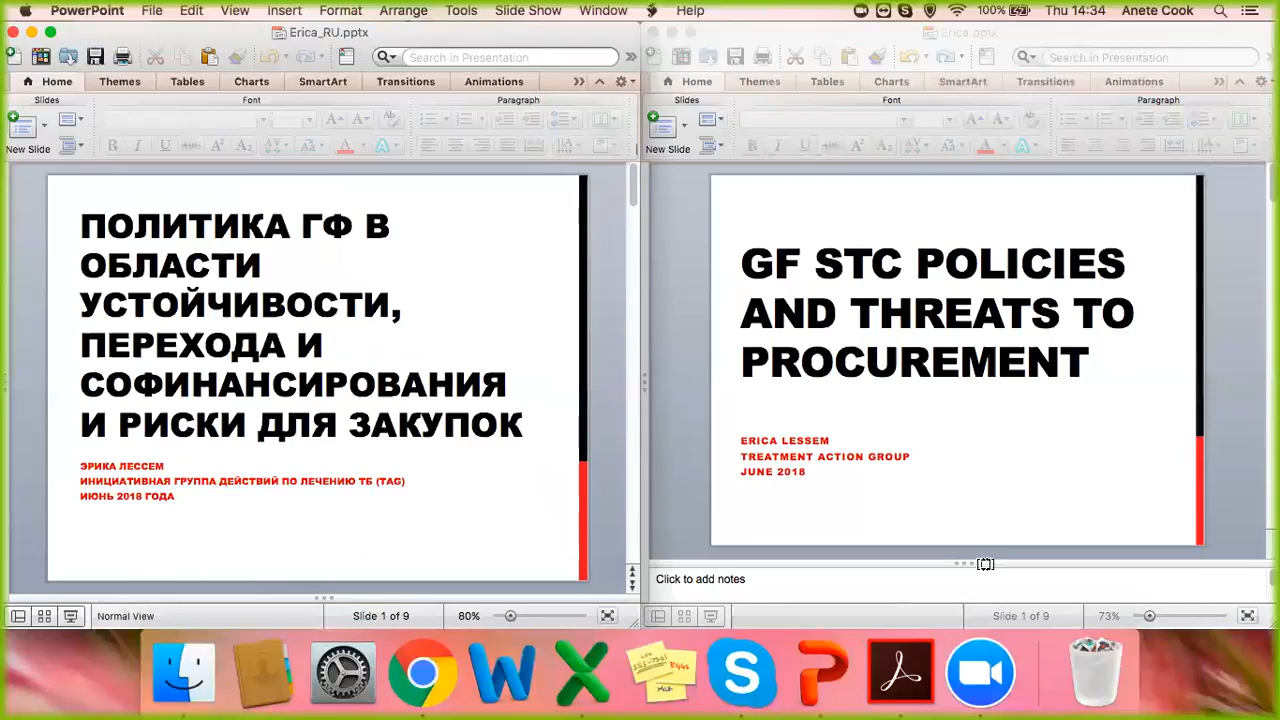 PowerPoint File Edit View Insert Format Arrange Tools Slide Show Window Help 100% Thu 14:34 Anete Cook
Erica_RU.pptx
Search in Presentation
Home Themes Tables Charts SmartArt Transitions Animations
Slides Font Paragraph
New Slide
ПОЛИТИКА ГФ В
ОБЛАСТИ
УСТОЙЧИВОСТИ,
ПЕРЕХОДА И
СОФИНАНСИРОВАНИЯ
И РИСКИ ДЛЯ ЗАКУПОК
ЭРИКА ЛЕССЕМ
ИНИЦИАТИВНАЯ ГРУППА ДЕЙСТВИЙ ПО ЛЕЧЕНИЮ ТБ (TAG)
ИЮНЬ 2018 ГОДА
Normal View Slide 1 of 9 80%
Erica.pptx
Search in Presentation
Home Themes Tables Charts SmartArt Transitions Animations
Slides Font Paragraph
New Slide
GF STC POLICIES
AND THREATS TO
PROCUREMENT
ERICA LESSEM
TREATMENT ACTION GROUP
JUNE 2018
Click to add notes
Slide 1 of 9 73%